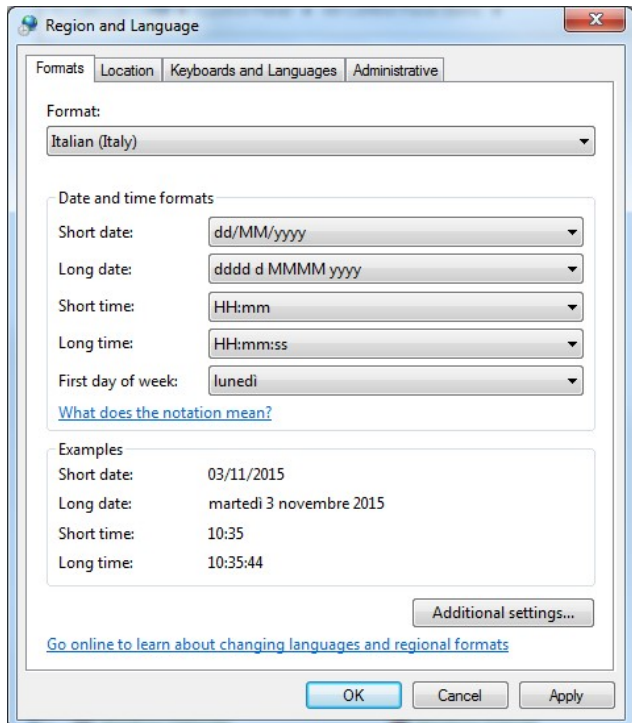 Region and Language
Formats Location Keyboards and Languages Administrative
Format:
Italian (Italy)
Date and time formats
Short date: dd/MM/yyyy
Long date: dddd d MMMM yyyy
Short time: HH:mm
Long time: HH:mm:ss
First day of week: lunedì
What does the notation mean?
Examples
Short date: 03/11/2015
Long date: martedì 3 novembre 2015
Short time: 10:35
Long time: 10:35:44
Additional settings...
Go online to learn about changing languages and regional formats
OK Cancel Apply